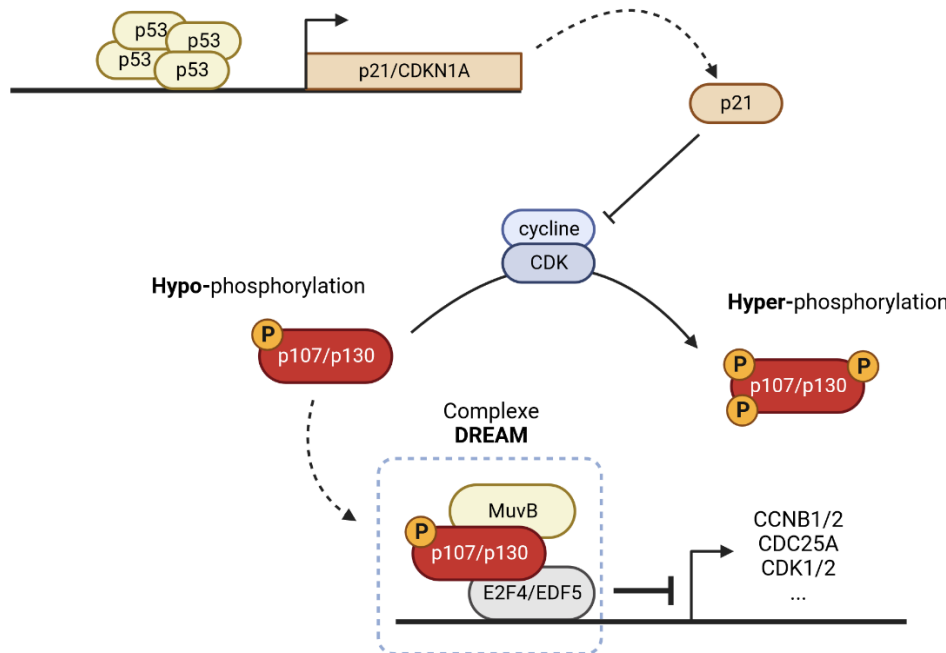 p53
p53
p53
p53
p21/CDKN1A
p21
cycline
CDK
Hypo-phosphorylation
Hyper-phosphorylation
P
p107/p130
P
P
p107/p130
P
Complexe
DREAM
MuvB
P
p107/p130
E2F4/EDF5
CCNB1/2
CDC25A
CDK1/2
...